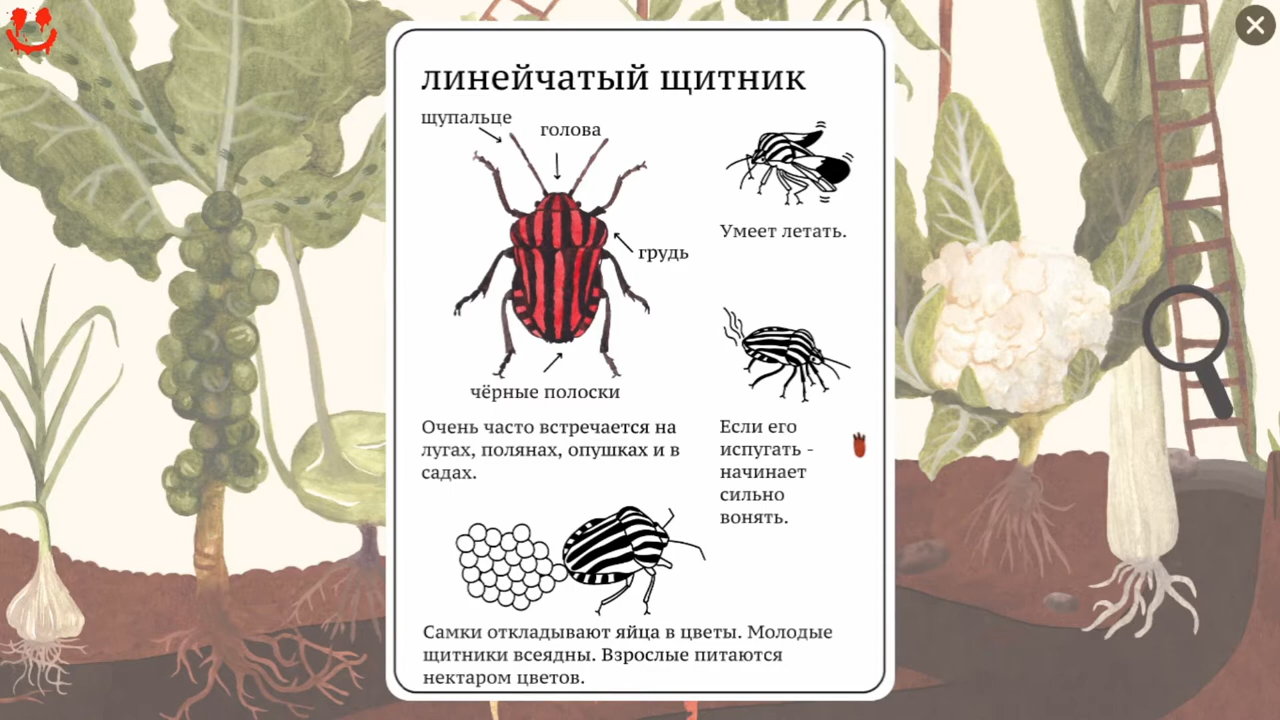 линейчатый щитник
щупальце
голова
грудь
Умеет летать.
чёрные полоски
Очень часто встречается на
лугах, полянах, опушках и в
садах.
Если его
испугать -
начинает
сильно
вонять.
Самки откладывают яйца в цветы. Молодые
щитники всеядны. Взрослые питаются
нектаром цветов.